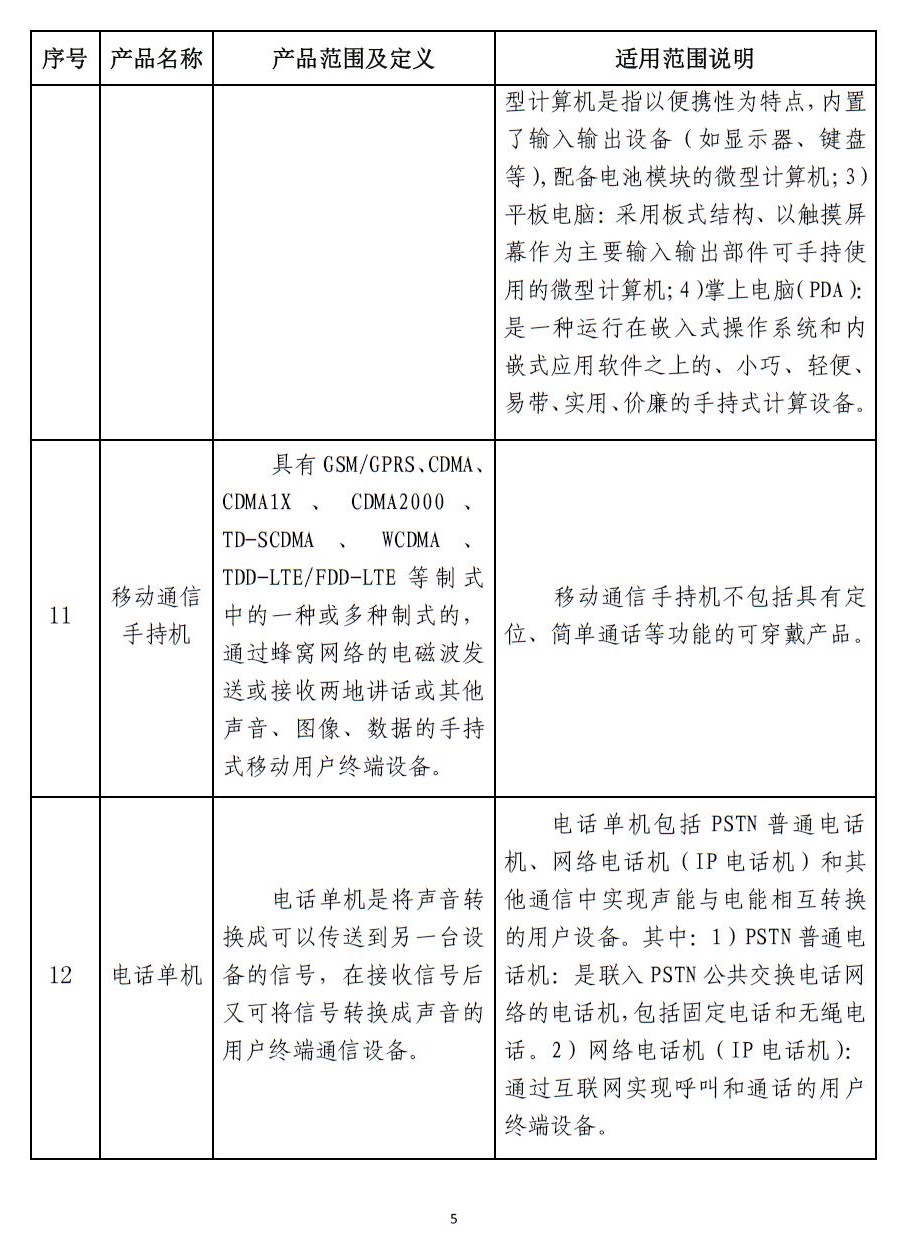 序号 产品名称 产品范围及定义 适用范围说明
型计算机是指以便携性为特点，内置
了输入输出设备（如显示器、键盘
等），配备电池模块的微型计算机；3）
平板电脑：采用板式结构、以触摸屏
幕作为主要输入输出部件可手持使
用的微型计算机；4）掌上电脑（PDA）：
是一种运行在嵌入式操作系统和内
嵌式应用软件之上的、小巧、轻便、
易带、实用、价廉的手持式计算设备。
11
移动通信
手持机
具有 GSM/GPRS、CDMA、
CDMA1X 、 CDMA2000 、
TD-SCDMA 、 WCDMA 、
TDD-LTE/FDD-LTE 等制式
中的一种或多种制式的，
通过蜂窝网络的电磁波发
送或接收两地讲话或其他
声音、图像、数据的手持
式移动用户终端设备。
移动通信手持机不包括具有定
位、简单通话等功能的可穿戴产品。
12
电话单机
电话单机是将声音转
换成可以传送到另一台设
备的信号，在接收信号后
又可将信号转换成声音的
用户终端通信设备。
电话单机包括 PSTN 普通电话
机、网络电话机（IP 电话机）和其
他通信中实现声能与电能相互转换
的用户设备。其中：1）PSTN 普通电
话机：是联入 PSTN 公共交换电话网
络的电话机，包括固定电话和无绳电
话。2）网络电话机（IP 电话机）：
通过互联网实现呼叫和通话的用户
终端设备。
5